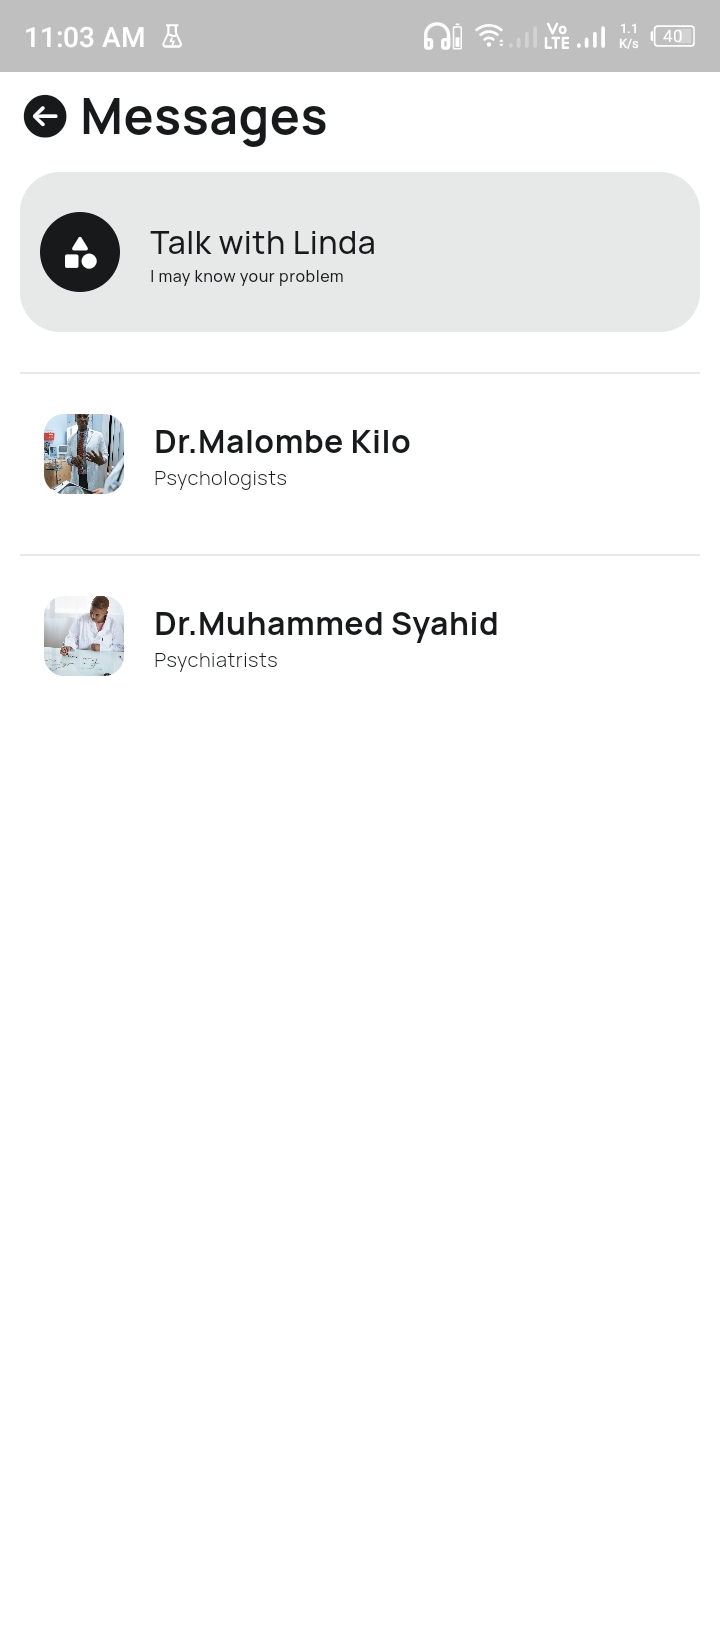 11:03 AM
Vo
LTE
1.1
K/s
40
Messages
Talk with Linda
I may know your problem
Dr.Malombe Kilo
Psychologists
Dr.Muhammed Syahid
Psychiatrists